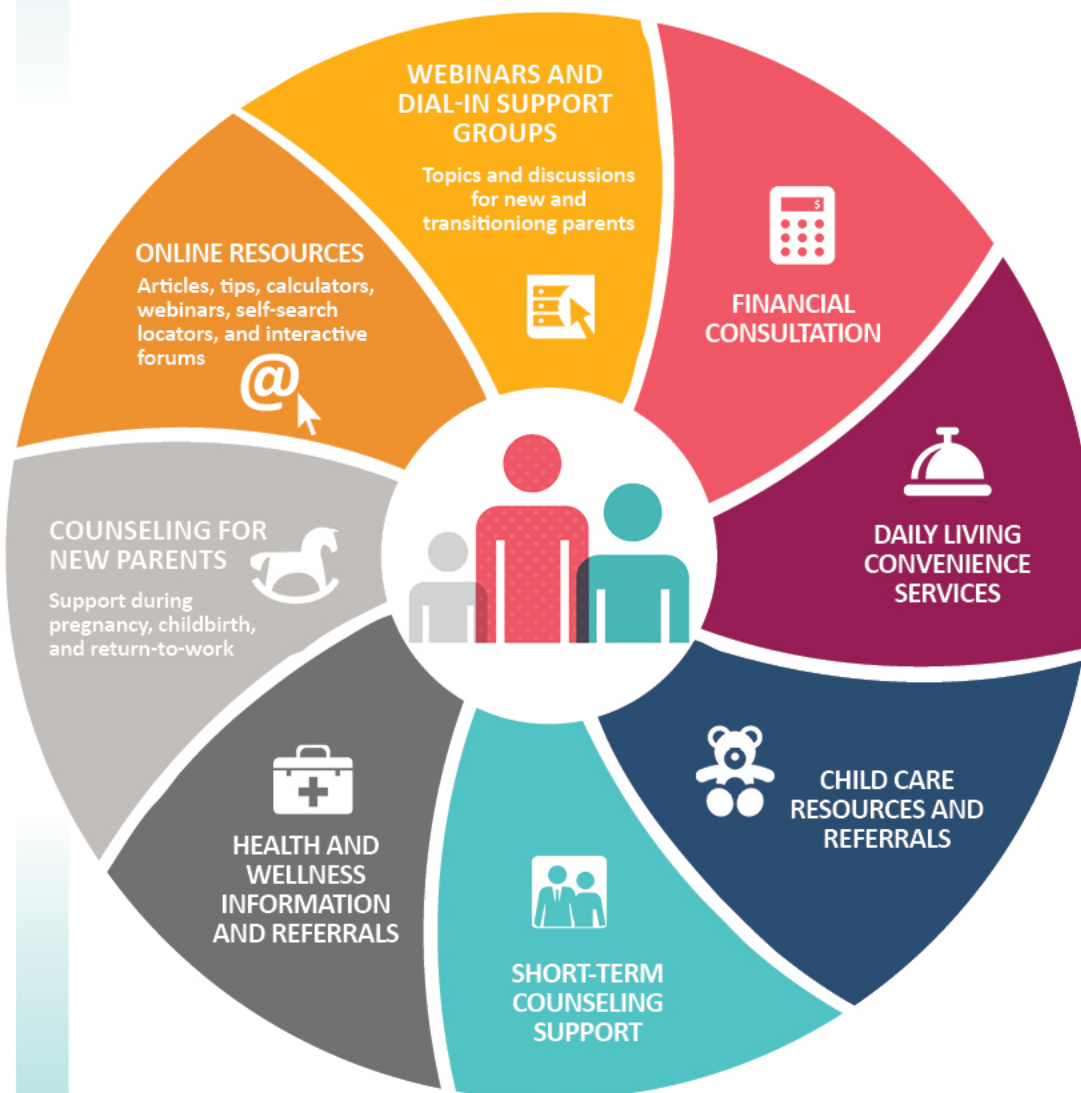 WEBINARS AND
DIAL-IN SUPPORT
GROUPS
Topics and discussions
for new and
transitioniong parents
$
FINANCIAL
CONSULTATION
DAILY LIVING
CONVENIENCE
SERVICES
CHILD CARE
RESOURCES AND
REFERRALS
SHORT-TERM
COUNSELING
SUPPORT
HEALTH AND
WELLNESS
INFORMATION
AND REFERRALS
COUNSELING FOR
NEW PARENTS
Support during
pregnancy, childbirth,
and return-to-work
ONLINE RESOURCES
Articles, tips, calculators,
webinars, self-search
locators, and interactive
forums
@